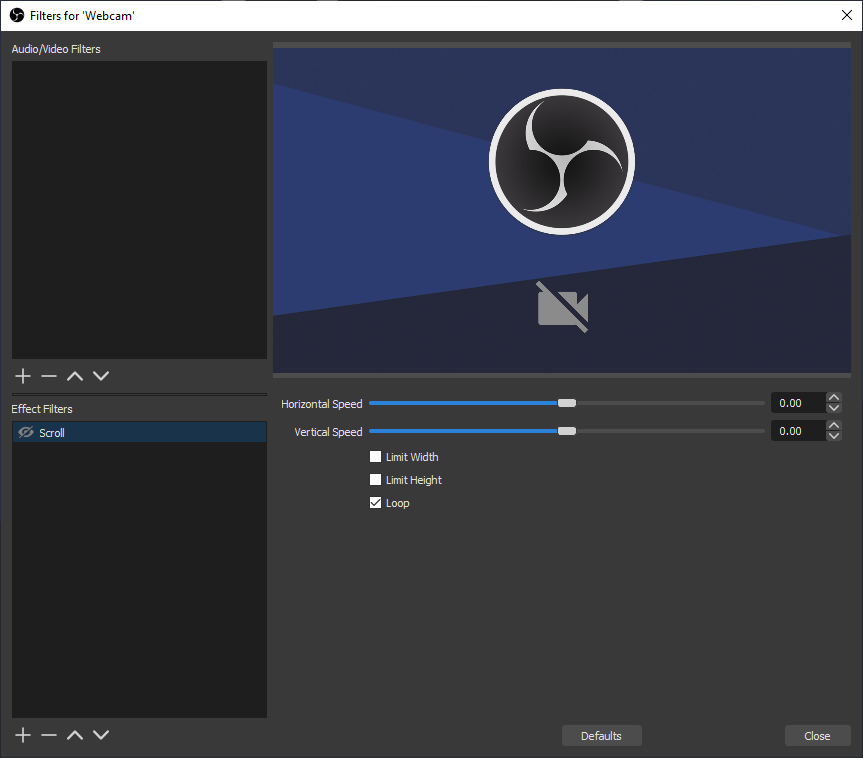 Filters for 'Webcam'
Audio/Video Filters
Effect Filters
Scroll
Horizontal Speed
0.00
Vertical Speed
0.00
Limit Width
Limit Height
Loop
Defaults
Close